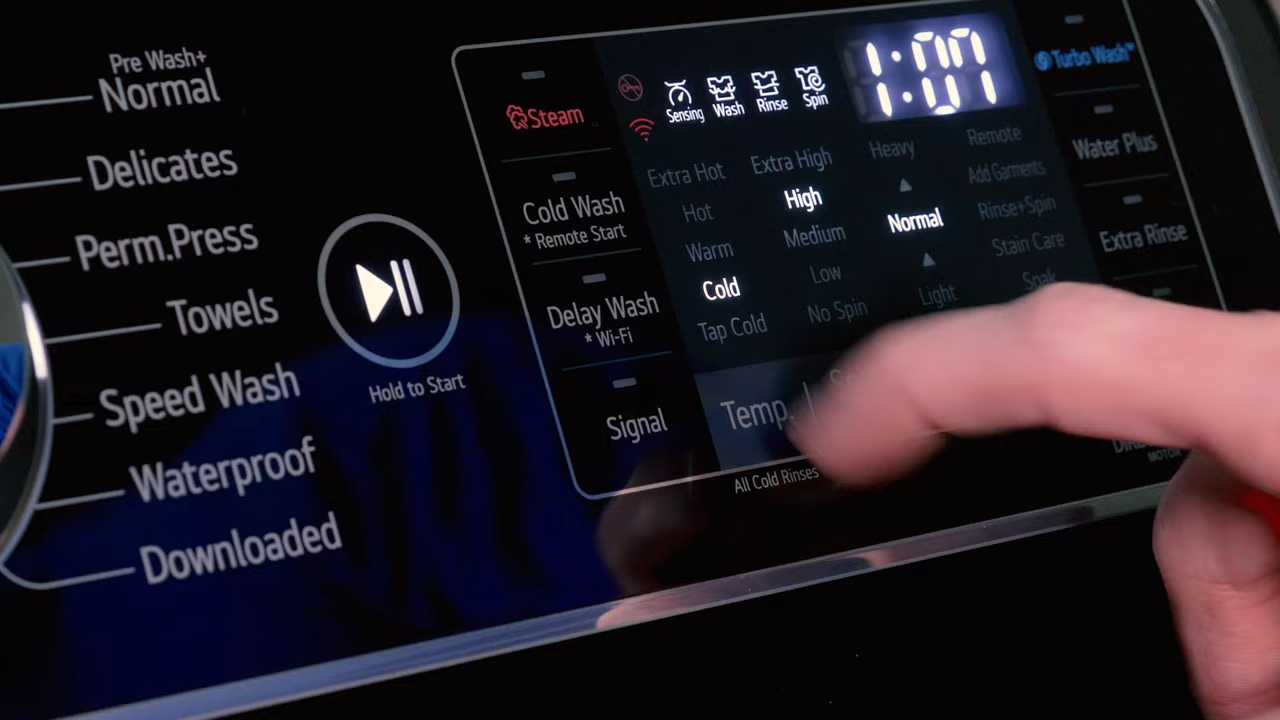 Pre Wash+
Normal
Delicates
Perm.Press
Towels
Speed Wash
Waterproof
Downloaded
Hold to Start
Steam
Cold Wash
* Remote Start
Delay Wash
* Wi-Fi
Signal
Sensing
Wash
Rinse
Spin
1:07
Extra Hot
Hot
Warm
Cold
Tap Cold
Extra High
High
Medium
Low
No Spin
Heavy
Normal
Light
Remote
Add Garments
Rinse+Spin
Stain Care
Soak
Temp.
All Cold Rinses
Turbo Wash™
Water Plus
Extra Rinse
MOTOR